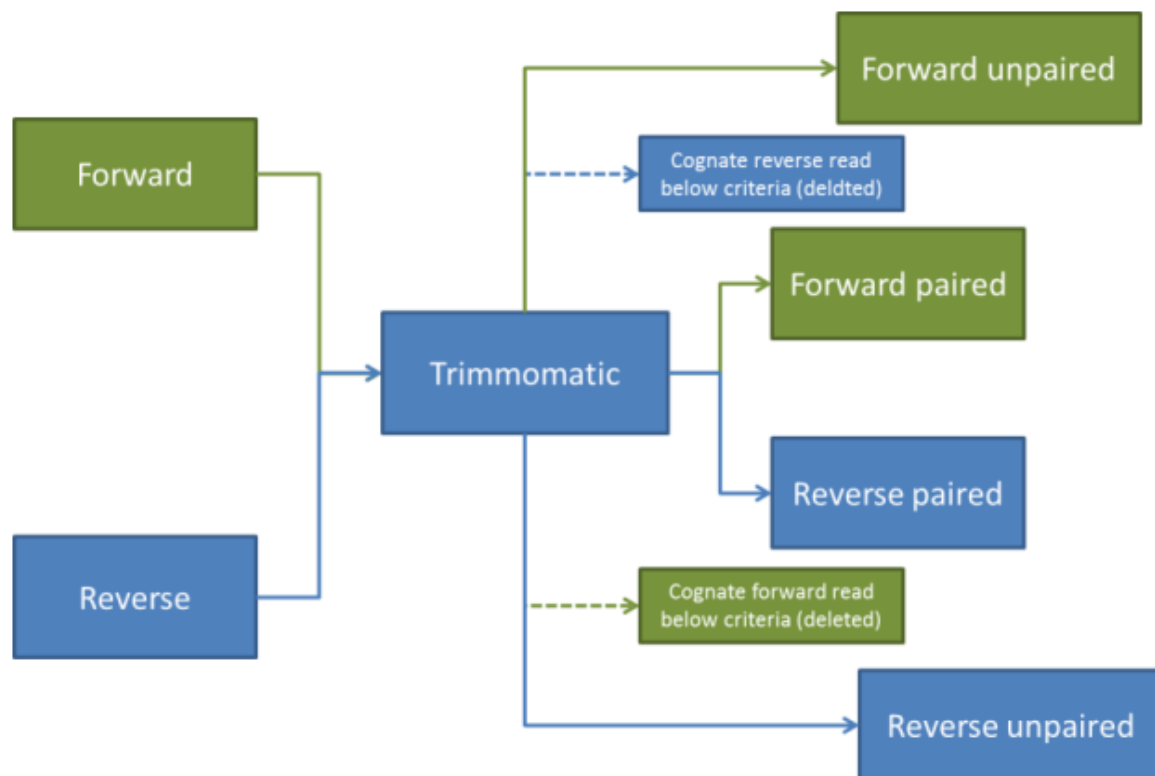 Forward unpaired
Forward
Cognate reverse read
below criteria (deldted)
Forward paired
Trimmomatic
Reverse paired
Reverse
Cognate forward read
below criteria (deleted)
Reverse unpaired